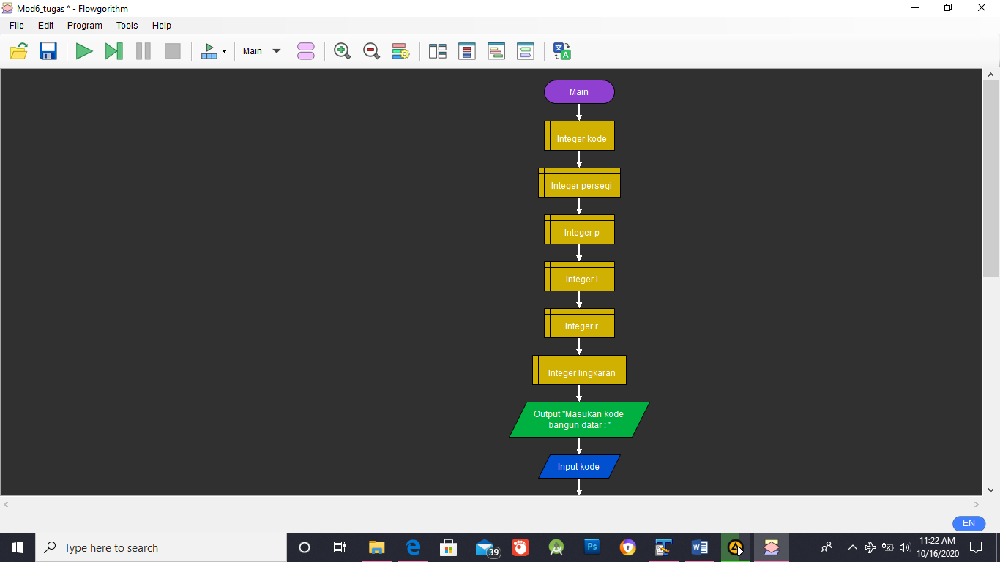 Mod6_tugas * - Flowgorithm
File Edit Program Tools Help
Main
Main
Integer kode
Integer persegi
Integer p
Integer l
Integer r
Integer lingkaran
Output "Masukan kode
bangun datar : "
Input kode
EN
Type here to search
39
Ps
11:22 AM
10/16/2020